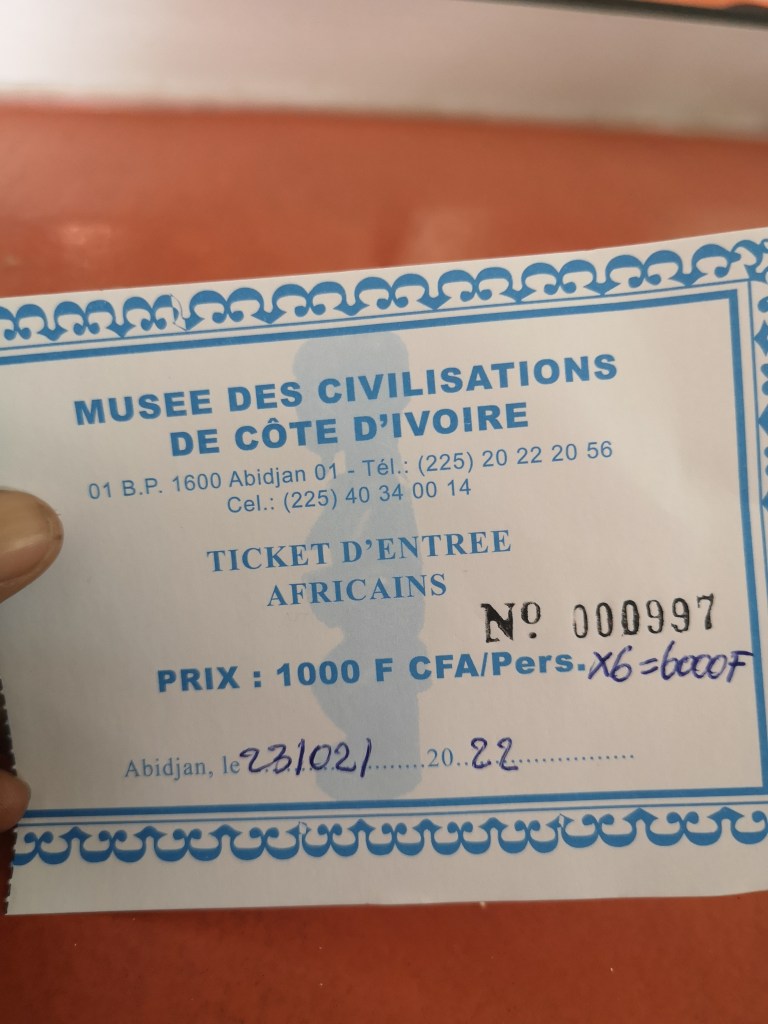 MUSEE DES CIVILISATIONS
DE CÔTE D'IVOIRE
01 B.P. 1600 Abidjan 01 - Tél.: (225) 20 22 20 56
Cel.: (225) 40 34 00 14
TICKET D'ENTREE
AFRICAINS
Nº 000997
PRIX : 1000 F CFA/Pers. x6=6000F
Abidjan, le 23/02/........20..22.................